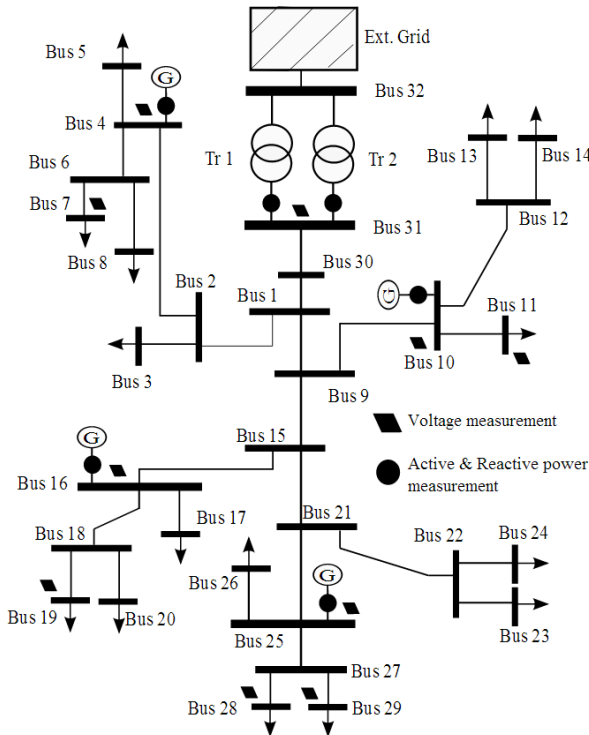 Ext. Grid
Bus 5
G
Bus 32
Bus 4
Tr 1
Tr 2
Bus 13
Bus 14
Bus 6
Bus 7
Bus 12
Bus 31
Bus 8
Bus 2
Bus 30
Bus 1
G
Bus 11
Bus 10
Bus 3
Bus 9
Voltage measurement
G
Bus 15
Active & Reactive power
measurement
Bus 16
Bus 21
Bus 17
Bus 18
Bus 22
Bus 24
Bus 26
G
Bus 19
Bus 20
Bus 25
Bus 23
Bus 27
Bus 28
Bus 29